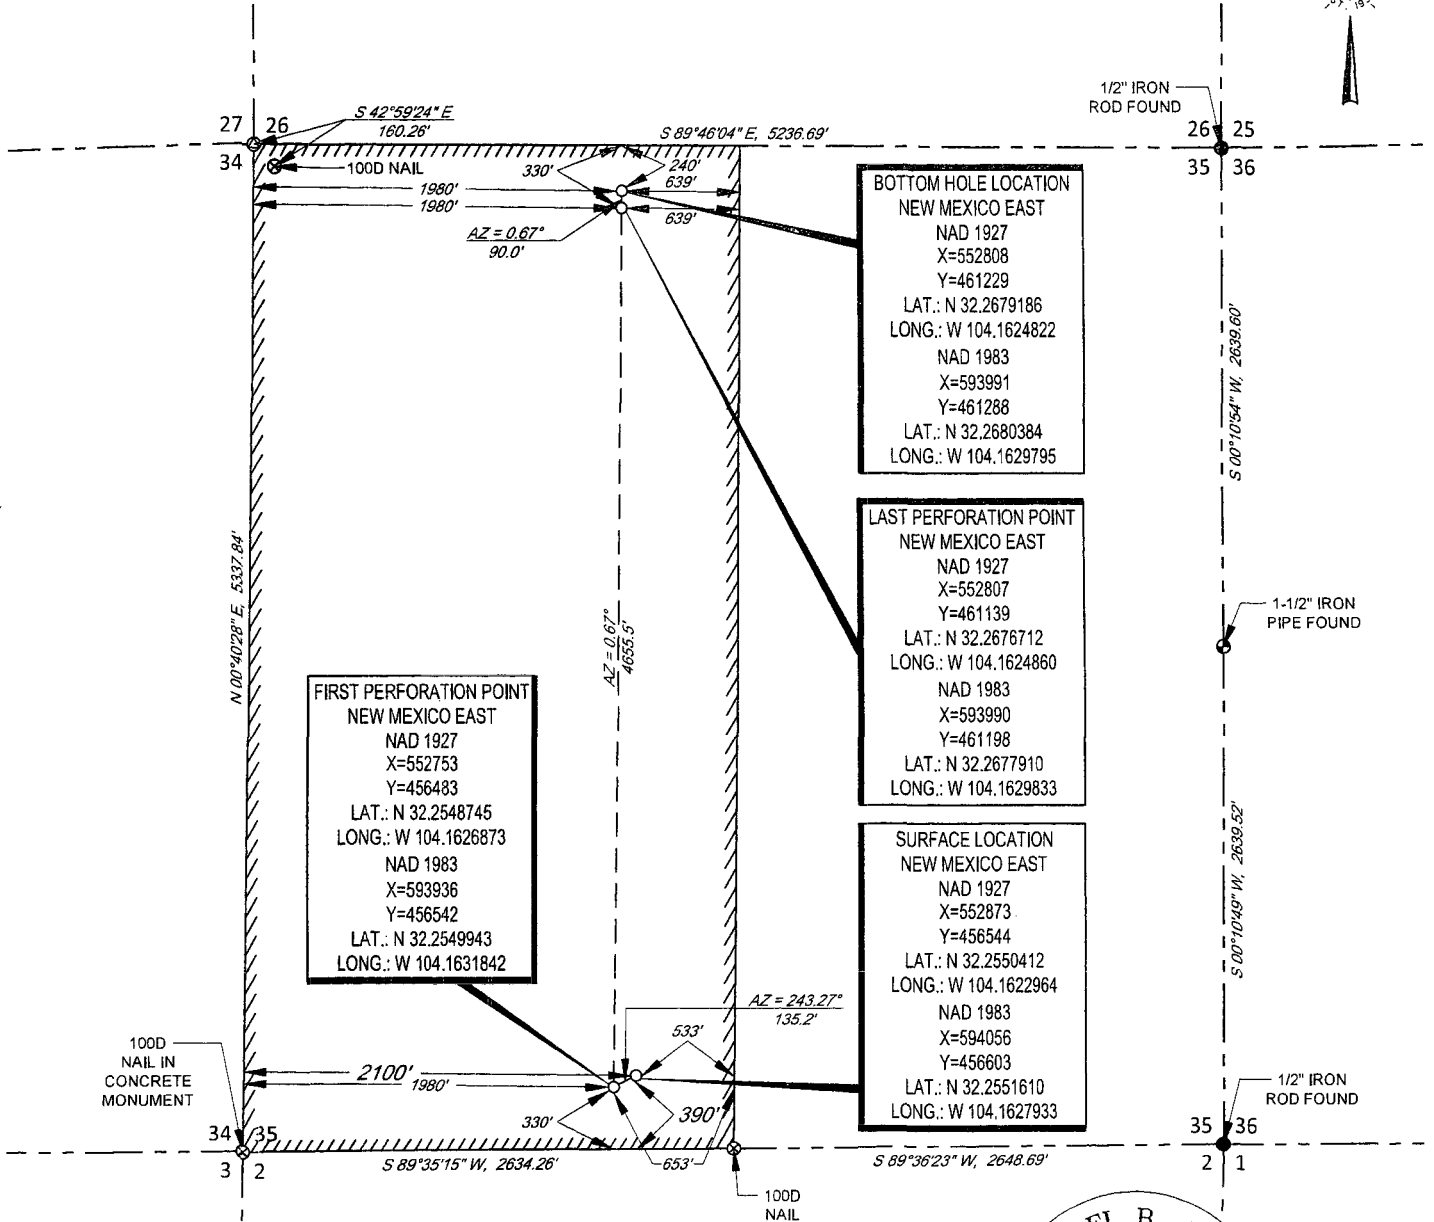 1/2" IRON
ROD FOUND
27 26
34
S 42°59'24" E
160.26'
100D NAIL
S 89°46'04" E, 5236.69'
26 25
35 36
330'
240'
1980'
639'
1980'
639'
AZ = 0.67°
90.0'
BOTTOM HOLE LOCATION
NEW MEXICO EAST
NAD 1927
X=552808
Y=461229
LAT.: N 32.2679186
LONG.: W 104.1624822
NAD 1983
X=593991
Y=461288
LAT.: N 32.2680384
LONG.: W 104.1629795
S 00°10'54" W, 2639.60'
LAST PERFORATION POINT
NEW MEXICO EAST
NAD 1927
X=552807
Y=461139
LAT.: N 32.2676712
LONG.: W 104.1624860
NAD 1983
X=593990
Y=461198
LAT.: N 32.2677910
LONG.: W 104.1629833
1-1/2" IRON
PIPE FOUND
N 00°40'28" E, 5337.84'
AZ = 0.67°
4655.5'
FIRST PERFORATION POINT
NEW MEXICO EAST
NAD 1927
X=552753
Y=456483
LAT.: N 32.2548745
LONG.: W 104.1626873
NAD 1983
X=593936
Y=456542
LAT.: N 32.2549943
LONG.: W 104.1631842
SURFACE LOCATION
NEW MEXICO EAST
NAD 1927
X=552873
Y=456544
LAT.: N 32.2550412
LONG.: W 104.1622964
NAD 1983
X=594056
Y=456603
LAT.: N 32.2551610
LONG.: W 104.1627933
S 00°10'49" W, 2639.52'
AZ = 243.27°
135.2'
533'
2100'
1980'
330'
390'
653'
100D
NAIL IN
CONCRETE
MONUMENT
34 35
3 2
S 89°35'15" W, 2634.26'
100D
NAIL
S 89°36'23" W, 2648.69'
1/2" IRON
ROD FOUND
35 36
2 1